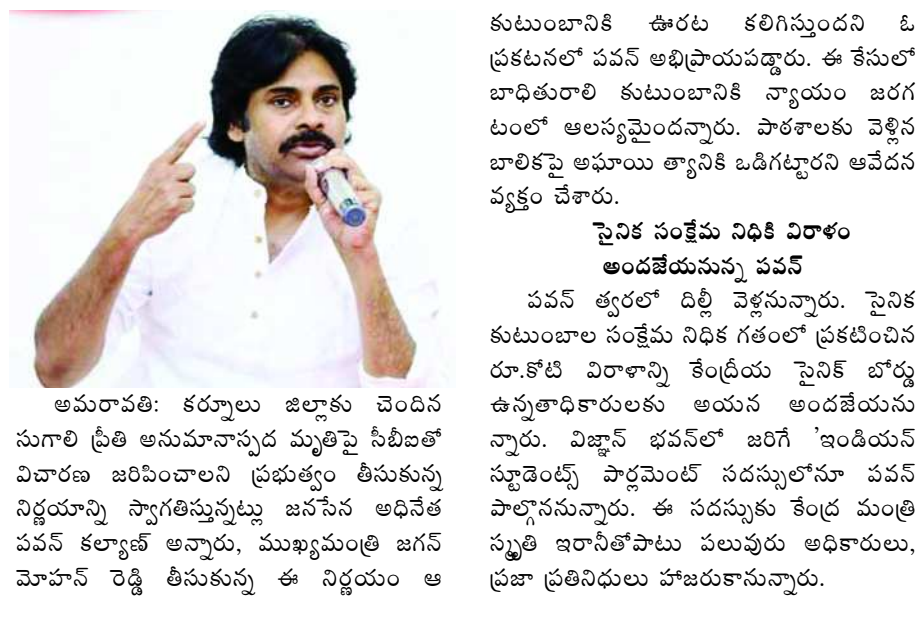 అమరావతి: కర్నూలు జిల్లాకు చెందిన
సుగాలి ప్రీతి అనుమానాస్పద మృతిపై సీబీఐతో
విచారణ జరిపించాలని ప్రభుత్వం తీసుకున్న
నిర్ణయాన్ని స్వాగతిస్తున్నట్లు జనసేన అధినేత
పవన్ కల్యాణ్ అన్నారు, ముఖ్యమంత్రి జగన్
మోహన్ రెడ్డి తీసుకున్న ఈ నిర్ణయం ఆ
కుటుంబానికి ఊరట కలిగిస్తుందని ఓ
ప్రకటనలో పవన్ అభిప్రాయపడ్డారు. ఈ కేసులో
బాధితురాలి కుటుంబానికి న్యాయం జరగ
టంలో ఆలస్యమైందన్నారు. పాఠశాలకు వెళ్లిన
బాలికపై అఘాయి త్యానికి ఒడిగట్టారని ఆవేదన
వ్యక్తం చేశారు.
సైనిక సంక్షేమ నిధికి విరాళం
అందజేయనున్న పవన్
పవన్ త్వరలో దిల్లీ వెళ్లనున్నారు. సైనిక
కుటుంబాల సంక్షేమ నిధిక గతంలో ప్రకటించిన
రూ.కోటి విరాళాన్ని కేంద్రీయ సైనిక్ బోర్డు
ఉన్నతాధికారులకు అయన అందజేయను
న్నారు. విజ్ఞాన్ భవన్‌లో జరిగే 'ఇండియన్
స్టూడెంట్స్ పార్లమెంట్ సదస్సులోనూ పవన్
పాల్గొననున్నారు. ఈ సదస్సుకు కేంద్ర మంత్రి
స్మృతి ఇరానీతోపాటు పలువురు అధికారులు,
ప్రజా ప్రతినిధులు హాజరుకానున్నారు.